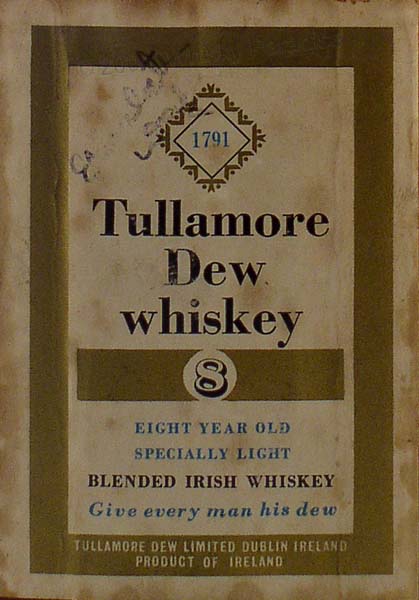 1791
Tullamore
Dew
whiskey
8
EIGHT YEAR OLD
SPECIALLY LIGHT
BLENDED IRISH WHISKEY
Give every man his dew
TULLAMORE DEW LIMITED DUBLIN IRELAND
PRODUCT OF IRELAND